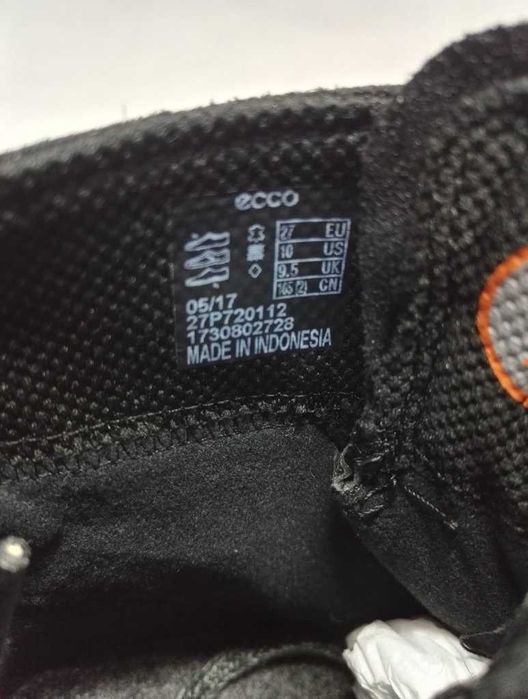 ecco
27 EU
10 US
9.5 UK
165(2) CN
05/17
27P720112
1730802728
MADE IN INDONESIA